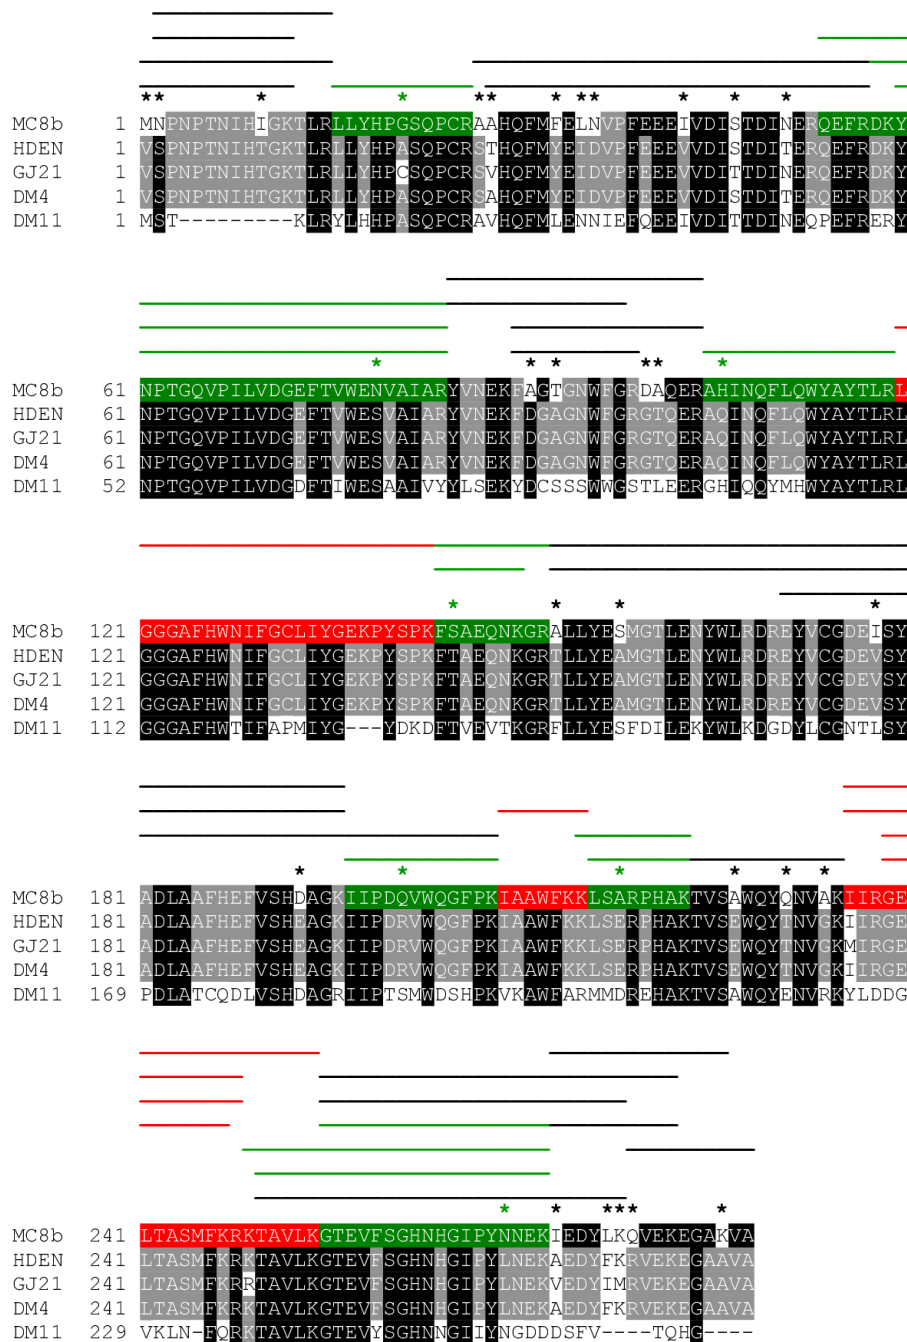 ** * * ** * ** * * *
MC8b 1 MNPNPTNIHIGKTLRLLYHPGSQPCRAAHQFMFELNVPFEEEIVDISTDINERQEFRDKY
HDEN 1 VSPNPTNIHTGKTLRLLYHPASQPCRSTHQFMYEIDVPFEEEVVDISTDITERQEFRDKY
GJ21 1 VSPNPTNIHTGKTLRLLYHPCSQPCRSVHQFMYEIDVPFEEEVVDITTDINERQEFRDKY
DM4 1 VSPNPTNIHTGKTLRLLYHPASQPCRSAHQFMYEIDVPFEEEVVDISTDITERQEFRDKY
DM11 1 MST---------KLRYLHHPASQPCRAVHQFMLENNIEFQEEIVDITTDINEQPEFRERY
* * * ** *
MC8b 61 NPTGQVPILVDGEFTVWENVAIARYVNEKFAGTGNWFGRDAQERAHINQFLQWYAYTLRL
HDEN 61 NPTGQVPILVDGEFTVWESVAIARYVNEKFDGAGNWFGRGTQERAQINQFLQWYAYTLRL
GJ21 61 NPTGQVPILVDGEFTVWESVAIARYVNEKFDGAGNWFGRGTQERAQINQFLQWYAYTLRL
DM4 61 NPTGQVPILVDGEFTVWESVAIARYVNEKFDGAGNWFGRGTQERAQINQFLQWYAYTLRL
DM11 52 NPTGQVPILVDGDFTIWESAAIVYYLSEKYDCSSSWWGSTLEERGHIQQYMHWYAYTLRL
* * * *
MC8b 121 GGGAFHWNIFGCLIYGEKPYSPKFSAEQNKGRALLYESMGTLENYWLRDREYVCGDEISY
HDEN 121 GGGAFHWNIFGCLIYGEKPYSPKFTAEQNKGRTLLYEAMGTLENYWLRDREYVCGDEVSY
GJ21 121 GGGAFHWNIFGCLIYGEKPYSPKFTAEQNKGRTLLYEAMGTLENYWLRDREYVCGDEVSY
DM4 121 GGGAFHWNIFGCLIYGEKPYSPKFTAEQNKGRTLLYEAMGTLENYWLRDREYVCGDEVSY
DM11 112 GGGAFHWTIFAPMIYG---YDKDFTVEVTKGRFLLYESFDILEKYWLKDGDYLCGNTLSY
* * * * * *
MC8b 181 ADLAAFHEFVSHDAGKIIPDQVWQGFPKIAAWFKKLSARPHAKTVSAWQYQNVAKIIRGE
HDEN 181 ADLAAFHEFVSHEAGKIIPDRVWQGFPKIAAWFKKLSERPHAKTVSEWQYTNVGKIIRGE
GJ21 181 ADLAAFHEFVSHEAGKIIPDRVWQGFPKIAAWFKKLSERPHAKTVSEWQYTNVGKMIRGE
DM4 181 ADLAAFHEFVSHEAGKIIPDRVWQGFPKIAAWFKKLSERPHAKTVSEWQYTNVGKIIRGE
DM11 169 PDLATCQDLVSHDAGRIIPTSMWDSHPKVKAWFARMMDREHAKTVSAWQYENVRKYLDDG
* * *** *
MC8b 241 LTASMFKRKTAVLKGTEVFSGHNHGIPYNNEKIEDYLKQVEKEGAKVA
HDEN 241 LTASMFKRKTAVLKGTEVFSGHNHGIPYLNEKAEDYFKRVEKEGAAVA
GJ21 241 LTASMFKRRTAVLKGTEVFSGHNHGIPYLNEKVEDYIMRVEKEGAAVA
DM4 241 LTASMFKRKTAVLKGTEVFSGHNHGIPYLNEKAEDYFKRVEKEGAAVA
DM11 229 VKLN-FQRKTAVLKGTEVYSGHNNGIIYNGDDDSFV----TQHG----